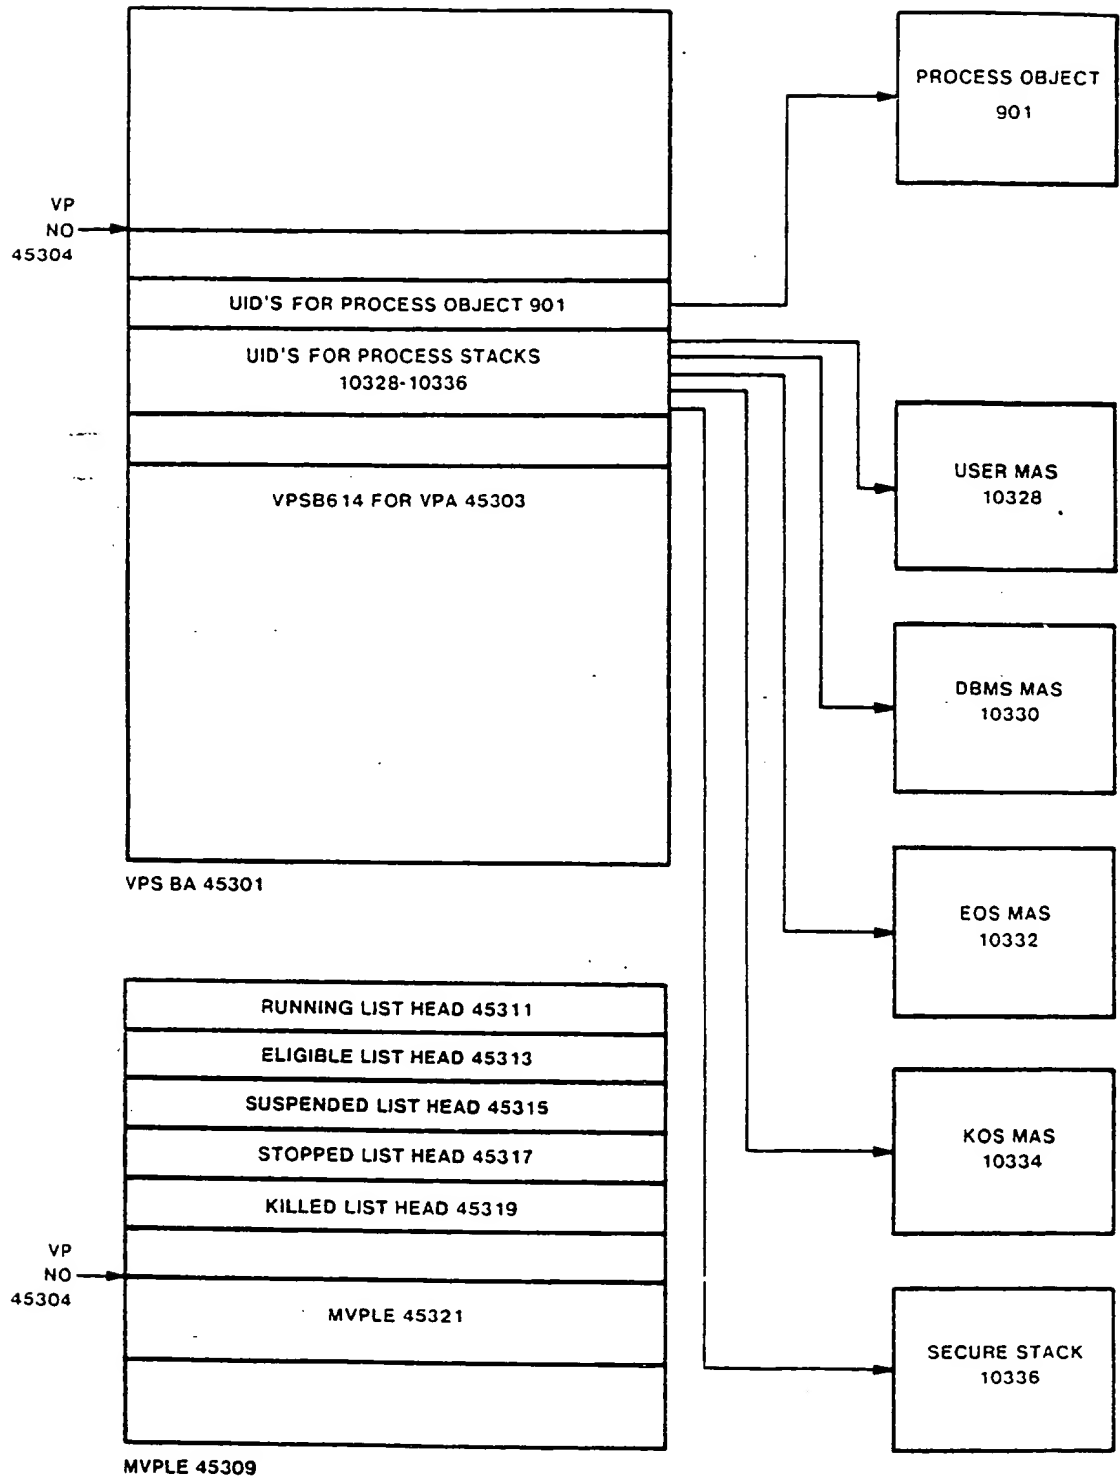 PROCESS OBJECT
901
VP
NO
45304
UID'S FOR PROCESS OBJECT 901
UID'S FOR PROCESS STACKS
10328-10336
VPSB614 FOR VPA 45303
VPS BA 45301
USER MAS
10328
DBMS MAS
10330
EOS MAS
10332
KOS MAS
10334
SECURE STACK
10336
RUNNING LIST HEAD 45311
ELIGIBLE LIST HEAD 45313
SUSPENDED LIST HEAD 45315
STOPPED LIST HEAD 45317
KILLED LIST HEAD 45319
VP
NO
45304
MVPLE 45321
MVPLE 45309